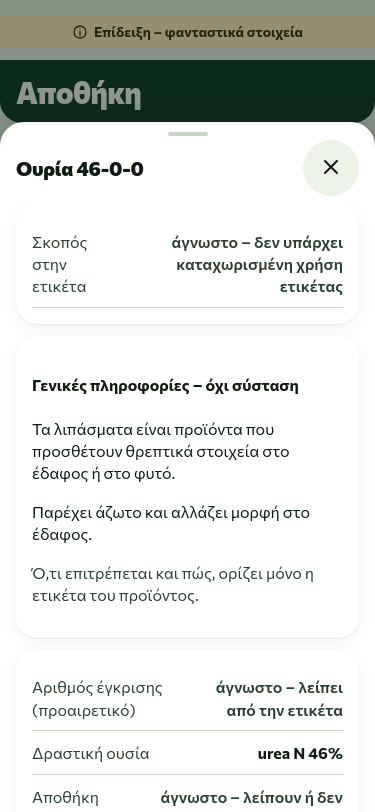 Επίδειξη – φανταστικά στοιχεία
Αποθήκη
Ουρία 46-0-0
Σκοπός στην ετικέτα
άγνωστο – δεν υπάρχει καταχωρισμένη χρήση ετικέτας
Γενικές πληροφορίες – όχι σύσταση
Τα λιπάσματα είναι προϊόντα που
προσθέτουν θρεπτικά στοιχεία στο
έδαφος ή στο φυτό.
Παρέχει άζωτο και αλλάζει μορφή στο
έδαφος.
Ό,τι επιτρέπεται και πώς, ορίζει μόνο η
ετικέτα του προϊόντος.
Αριθμός έγκρισης
(προαιρετικό)
άγνωστο – λείπει
από την ετικέτα
Δραστική ουσία
urea N 46%
Αποθήκη
άγνωστο – λείπουν ή δεν